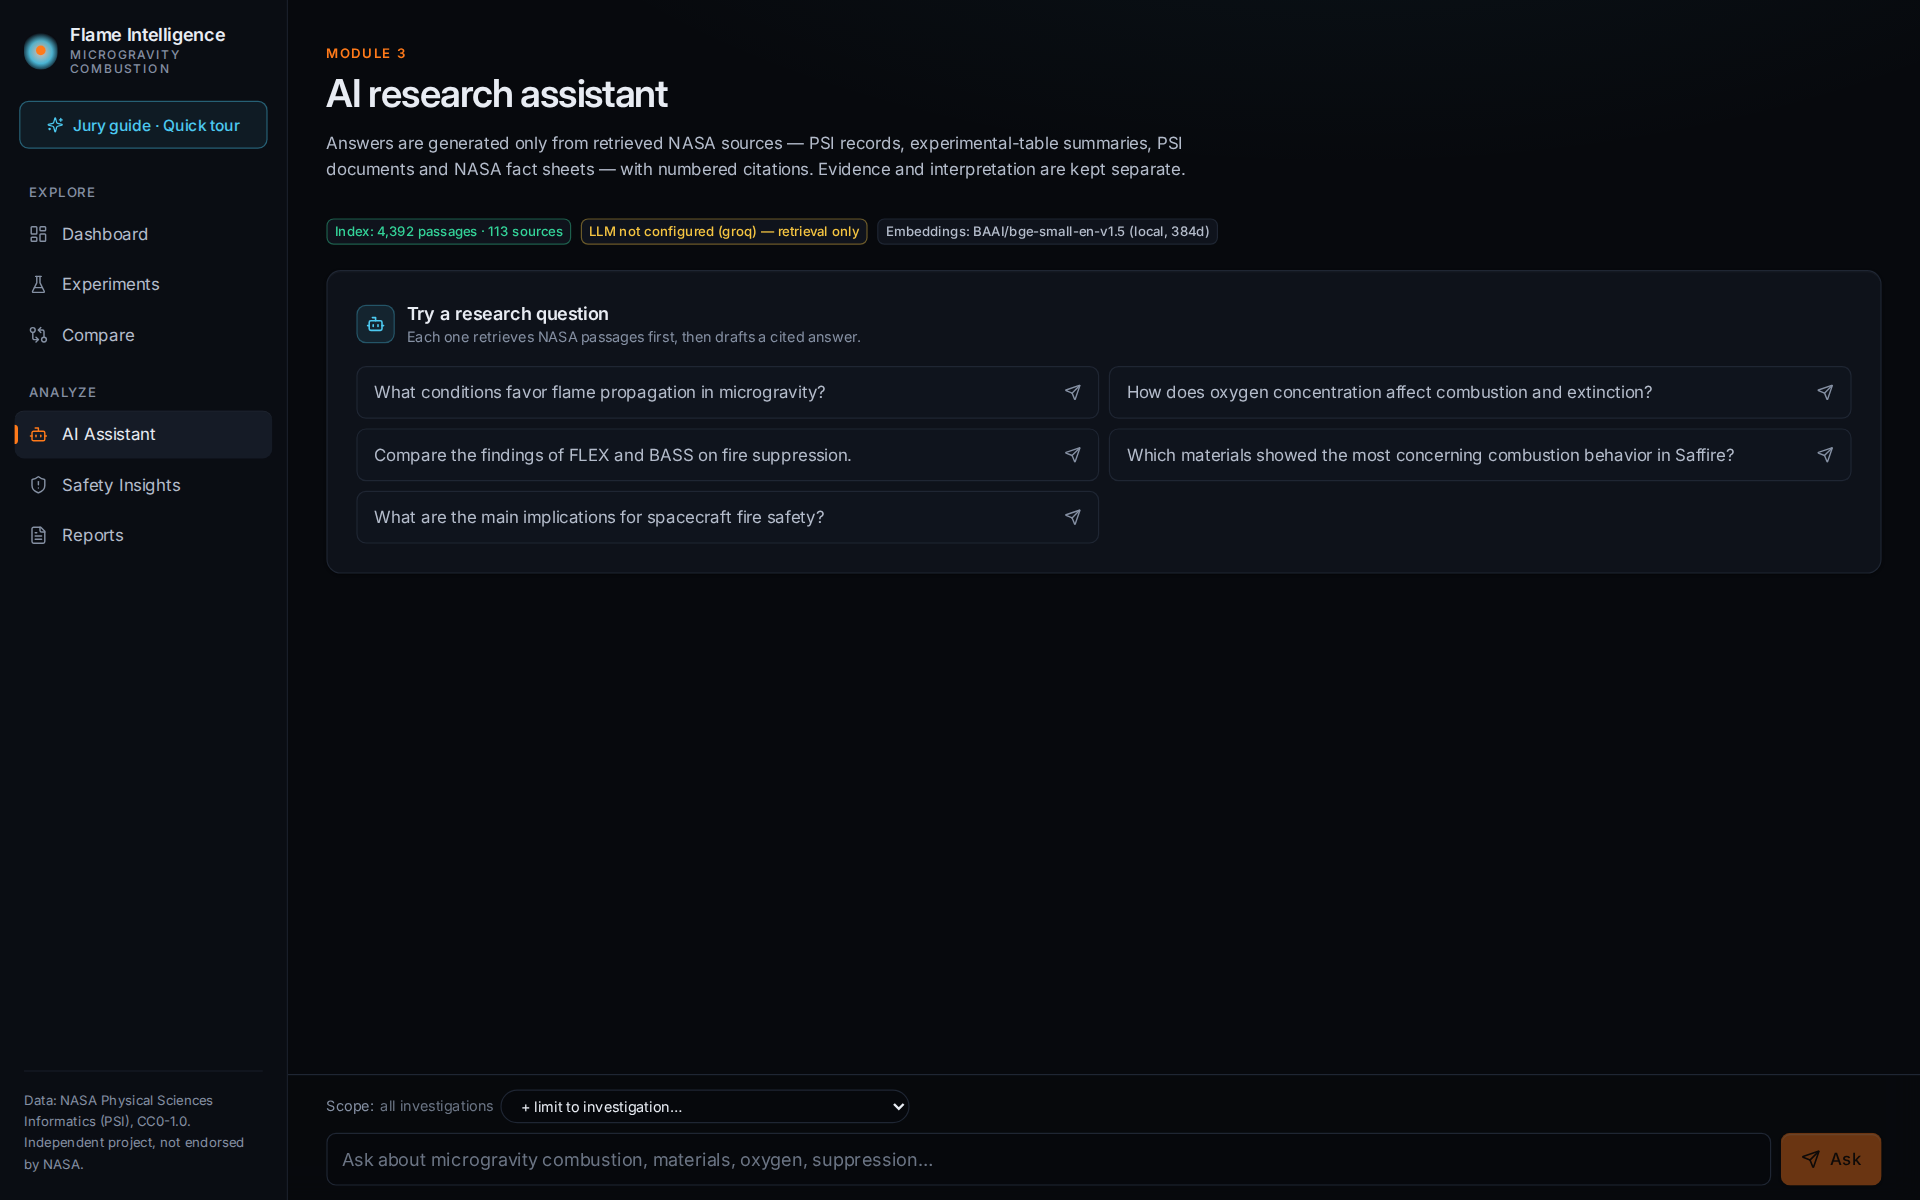 Flame Intelligence
MICROGRAVITY
COMBUSTION
Jury guide · Quick tour
EXPLORE
Dashboard
Experiments
Compare
ANALYZE
AI Assistant
Safety Insights
Reports
Data: NASA Physical Sciences
Informatics (PSI), CC0-1.0.
Independent project, not endorsed
by NASA.
MODULE 3
AI research assistant
Answers are generated only from retrieved NASA sources — PSI records, experimental-table summaries, PSI
documents and NASA fact sheets — with numbered citations. Evidence and interpretation are kept separate.
Index: 4,392 passages · 113 sources
LLM not configured (groq) — retrieval only
Embeddings: BAAI/bge-small-en-v1.5 (local, 384d)
Try a research question
Each one retrieves NASA passages first, then drafts a cited answer.
What conditions favor flame propagation in microgravity?
How does oxygen concentration affect combustion and extinction?
Compare the findings of FLEX and BASS on fire suppression.
Which materials showed the most concerning combustion behavior in Saffire?
What are the main implications for spacecraft fire safety?
Scope: all investigations
+ limit to investigation...
Ask about microgravity combustion, materials, oxygen, suppression...
Ask